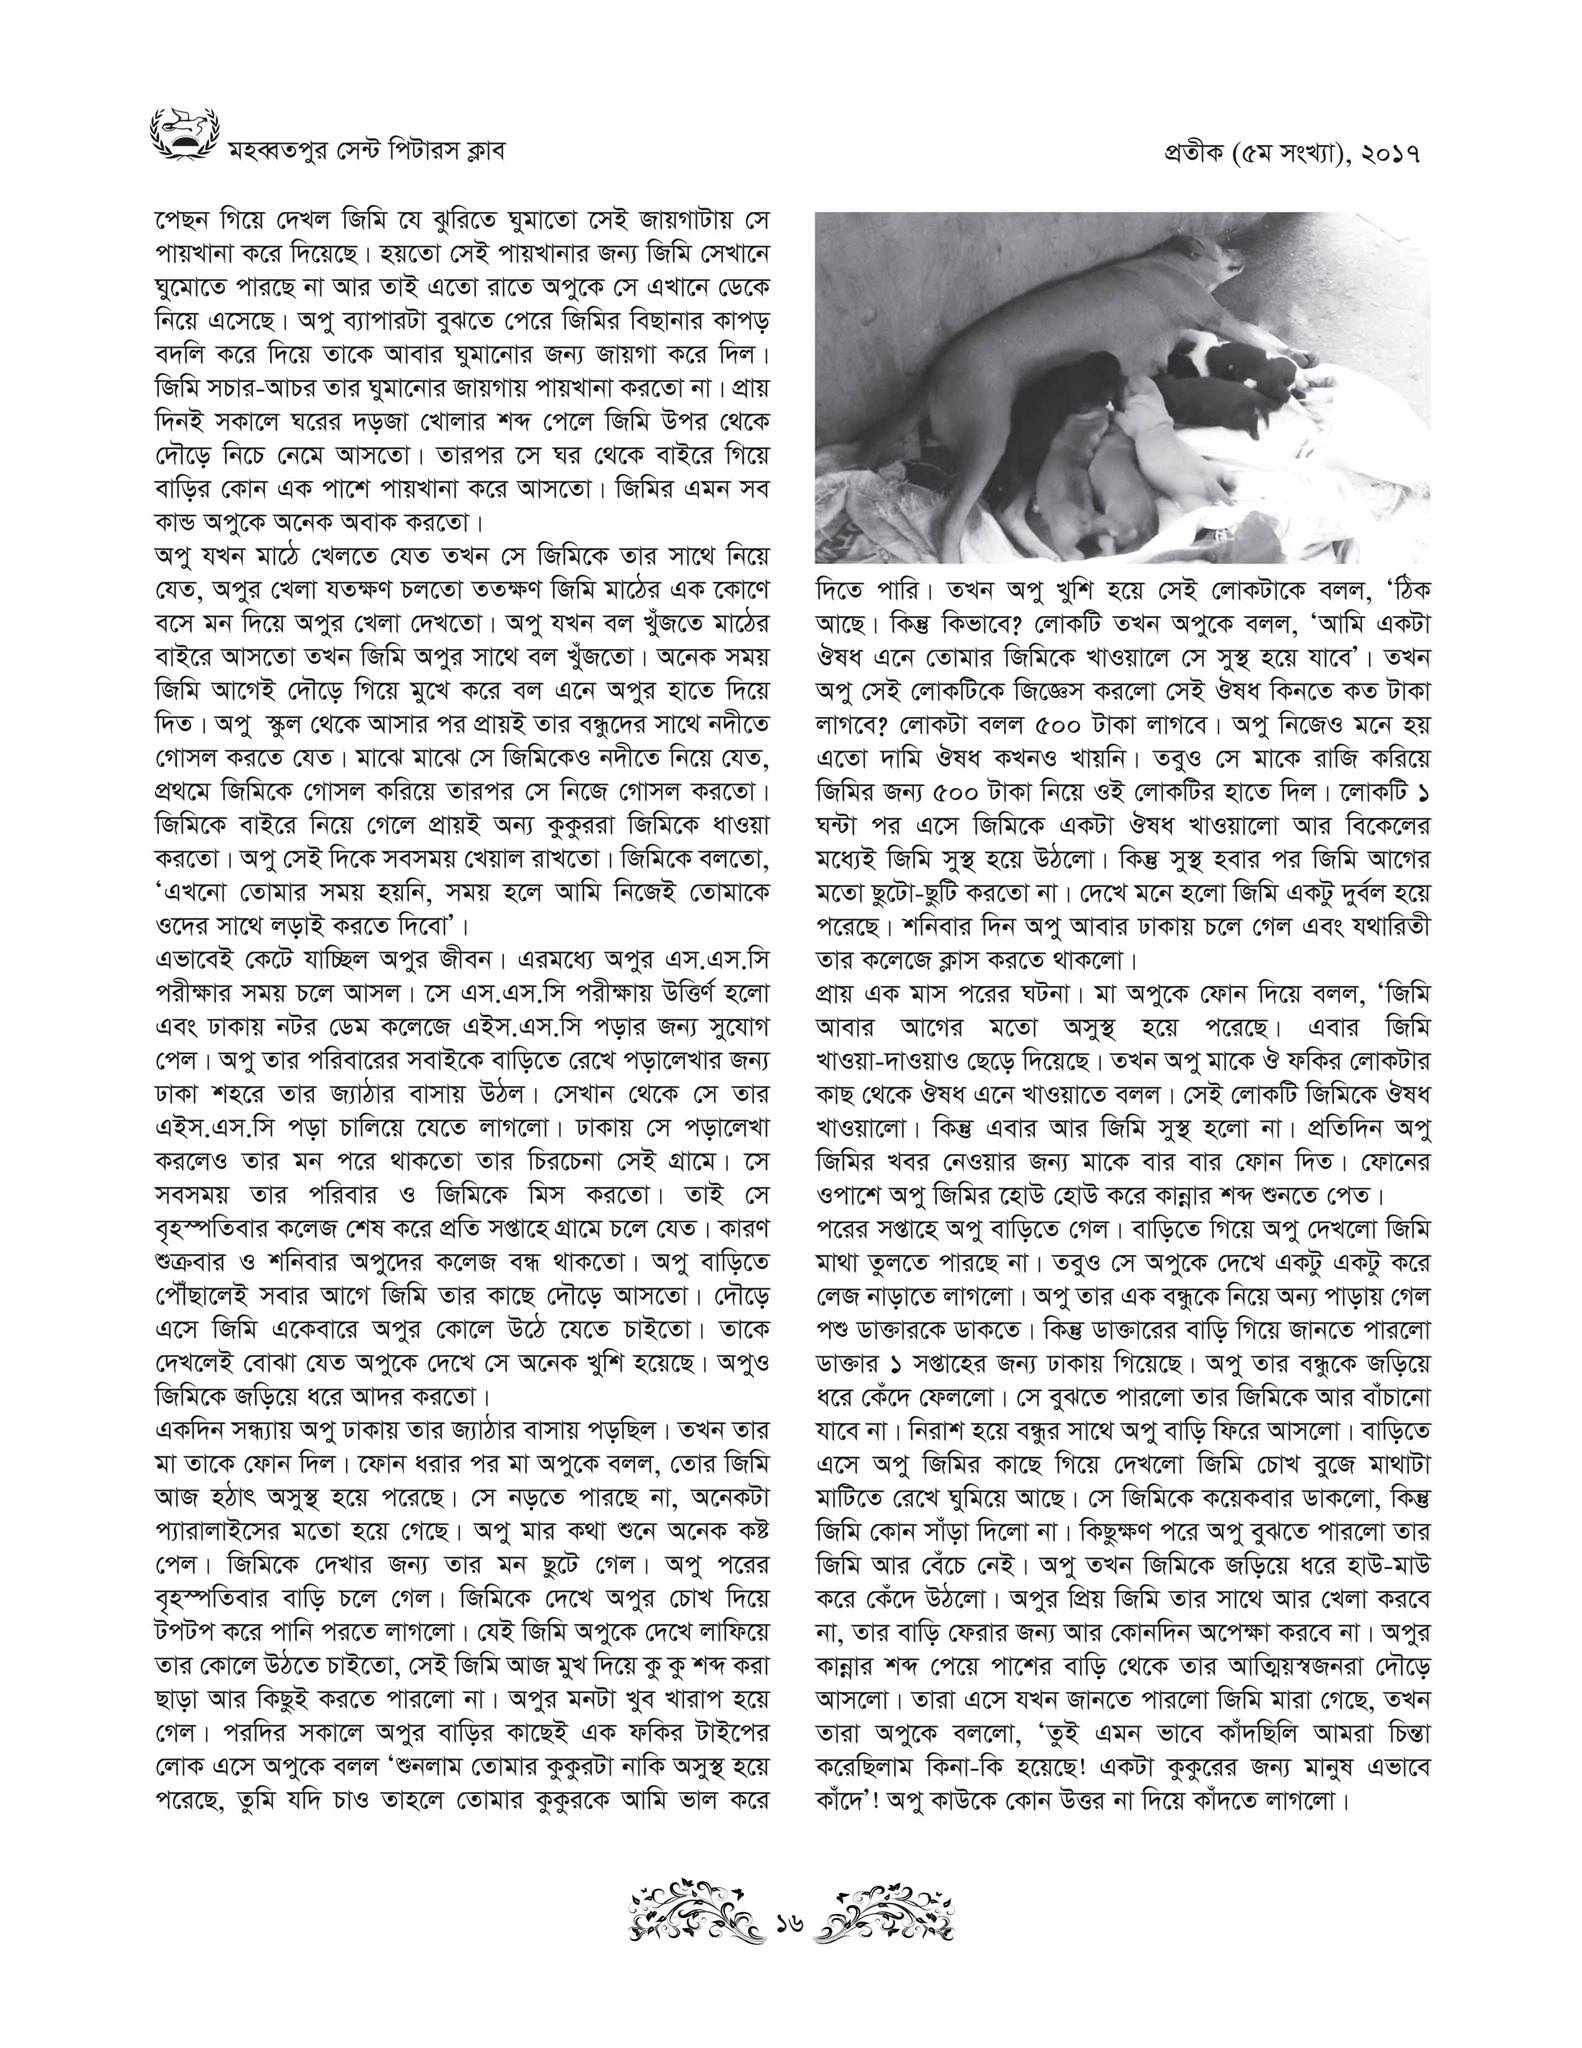 মহব্বতপুর সেন্ট পিটারস ক্লাব
প্রতীক (৫ম সংখ্যা), ২০১৭
পেছন গিয়ে দেখল জিমি যে ঝুরিতে ঘুমাতো সেই জায়গাটায় সে
পায়খানা করে দিয়েছে। হয়তো সেই পায়খানার জন্য জিমি সেখানে
ঘুমোতে পারছে না আর তাই এতো রাতে অপুকে সে এখানে ডেকে
নিয়ে এসেছে। অপু ব্যাপারটা বুঝতে পেরে জিমির বিছানার কাপড়
বদলি করে দিয়ে তাকে আবার ঘুমানোর জন্য জায়গা করে দিল।
জিমি সচার-আচর তার ঘুমানোর জায়গায় পায়খানা করতো না। প্রায়
দিনই সকালে ঘরের দড়জা খোলার শব্দ পেলে জিমি উপর থেকে
দৌড়ে নিচে নেমে আসতো। তারপর সে ঘর থেকে বাইরে গিয়ে
বাড়ির কোন এক পাশে পায়খানা করে আসতো। জিমির এমন সব
কান্ড অপুকে অনেক অবাক করতো।
অপু যখন মাঠে খেলতে যেত তখন সে জিমিকে তার সাথে নিয়ে
যেত, অপুর খেলা যতক্ষণ চলতো ততক্ষণ জিমি মাঠের এক কোণে
বসে মন দিয়ে অপুর খেলা দেখতো। অপু যখন বল খুঁজতে মাঠের
বাইরে আসতো তখন জিমি অপুর সাথে বল খুঁজতো। অনেক সময়
জিমি আগেই দৌড়ে গিয়ে মুখে করে বল এনে অপুর হাতে দিয়ে
দিত। অপু স্কুল থেকে আসার পর প্রায়ই তার বন্ধুদের সাথে নদীতে
গোসল করতে যেত। মাঝে মাঝে সে জিমিকেও নদীতে নিয়ে যেত,
প্রথমে জিমিকে গোসল করিয়ে তারপর সে নিজে গোসল করতো।
জিমিকে বাইরে নিয়ে গেলে প্রায়ই অন্য কুকুররা জিমিকে ধাওয়া
করতো। অপু সেই দিকে সবসময় খেয়াল রাখতো। জিমিকে বলতো,
‘এখনো তোমার সময় হয়নি, সময় হলে আমি নিজেই তোমাকে
ওদের সাথে লড়াই করতে দিবো’।
এভাবেই কেটে যাচ্ছিল অপুর জীবন। এরমধ্যে অপুর এস.এস.সি
পরীক্ষার সময় চলে আসল। সে এস.এস.সি পরীক্ষায় উত্তির্ণ হলো
এবং ঢাকায় নটর ডেম কলেজে এইস.এস.সি পড়ার জন্য সুযোগ
পেল। অপু তার পরিবারের সবাইকে বাড়িতে রেখে পড়ালেখার জন্য
ঢাকা শহরে তার জ্যাঠার বাসায় উঠল। সেখান থেকে সে তার
এইস.এস.সি পড়া চালিয়ে যেতে লাগলো। ঢাকায় সে পড়ালেখা
করলেও তার মন পরে থাকতো তার চিরচেনা সেই গ্রামে। সে
সবসময় তার পরিবার ও জিমিকে মিস করতো। তাই সে
বৃহস্পতিবার কলেজ শেষ করে প্রতি সপ্তাহে গ্রামে চলে যেত। কারণ
শুক্রবার ও শনিবার অপুদের কলেজ বন্ধ থাকতো। অপু বাড়িতে
পৌঁছালেই সবার আগে জিমি তার কাছে দৌড়ে আসতো। দৌড়ে
এসে জিমি একেবারে অপুর কোলে উঠে যেতে চাইতো। তাকে
দেখলেই বোঝা যেত অপুকে দেখে সে অনেক খুশি হয়েছে। অপুও
জিমিকে জড়িয়ে ধরে আদর করতো।
একদিন সন্ধ্যায় অপু ঢাকায় তার জ্যাঠার বাসায় পড়ছিল। তখন তার
মা তাকে ফোন দিল। ফোন ধরার পর মা অপুকে বলল, তোর জিমি
আজ হঠাৎ অসুস্থ হয়ে পরেছে। সে নড়তে পারছে না, অনেকটা
প্যারালাইসের মতো হয়ে গেছে। অপু মার কথা শুনে অনেক কষ্ট
পেল। জিমিকে দেখার জন্য তার মন ছুটে গেল। অপু পরের
বৃহস্পতিবার বাড়ি চলে গেল। জিমিকে দেখে অপুর চোখ দিয়ে
টপটপ করে পানি পরতে লাগলো। যেই জিমি অপুকে দেখে লাফিয়ে
তার কোলে উঠতে চাইতো, সেই জিমি আজ মুখ দিয়ে কু কু শব্দ করা
ছাড়া আর কিছুই করতে পারলো না। অপুর মনটা খুব খারাপ হয়ে
গেল। পরদির সকালে অপুর বাড়ির কাছেই এক ফকির টাইপের
লোক এসে অপুকে বলল ‘শুনলাম তোমার কুকুরটা নাকি অসুস্থ হয়ে
পরেছে, তুমি যদি চাও তাহলে তোমার কুকুরকে আমি ভাল করে
দিতে পারি। তখন অপু খুশি হয়ে সেই লোকটাকে বলল, ‘ঠিক
আছে। কিন্তু কিভাবে? লোকটি তখন অপুকে বলল, ‘আমি একটা
ঔষধ এনে তোমার জিমিকে খাওয়ালে সে সুস্থ হয়ে যাবে’। তখন
অপু সেই লোকটিকে জিজ্ঞেস করলো সেই ঔষধ কিনতে কত টাকা
লাগবে? লোকটা বলল ৫০০ টাকা লাগবে। অপু নিজেও মনে হয়
এতো দামি ঔষধ কখনও খায়নি। তবুও সে মাকে রাজি করিয়ে
জিমির জন্য ৫০০ টাকা নিয়ে ওই লোকটির হাতে দিল। লোকটি ১
ঘন্টা পর এসে জিমিকে একটা ঔষধ খাওয়ালো আর বিকেলের
মধ্যেই জিমি সুস্থ হয়ে উঠলো। কিন্তু সুস্থ হবার পর জিমি আগের
মতো ছুটো-ছুটি করতো না। দেখে মনে হলো জিমি একটু দুর্বল হয়ে
পরেছে। শনিবার দিন অপু আবার ঢাকায় চলে গেল এবং যথারিতী
তার কলেজে ক্লাস করতে থাকলো।
প্রায় এক মাস পরের ঘটনা। মা অপুকে ফোন দিয়ে বলল, ‘জিমি
আবার আগের মতো অসুস্থ হয়ে পরেছে। এবার জিমি
খাওয়া-দাওয়াও ছেড়ে দিয়েছে। তখন অপু মাকে ঐ ফকির লোকটার
কাছ থেকে ঔষধ এনে খাওয়াতে বলল। সেই লোকটি জিমিকে ঔষধ
খাওয়ালো। কিন্তু এবার আর জিমি সুস্থ হলো না। প্রতিদিন অপু
জিমির খবর নেওয়ার জন্য মাকে বার বার ফোন দিত। ফোনের
ওপাশে অপু জিমির হোউ হোউ করে কান্নার শব্দ শুনতে পেত।
পরের সপ্তাহে অপু বাড়িতে গেল। বাড়িতে গিয়ে অপু দেখলো জিমি
মাথা তুলতে পারছে না। তবুও সে অপুকে দেখে একটু একটু করে
লেজ নাড়াতে লাগলো। অপু তার এক বন্ধুকে নিয়ে অন্য পাড়ায় গেল
পশু ডাক্তারকে ডাকতে। কিন্তু ডাক্তারের বাড়ি গিয়ে জানতে পারলো
ডাক্তার ১ সপ্তাহের জন্য ঢাকায় গিয়েছে। অপু তার বন্ধুকে জড়িয়ে
ধরে কেঁদে ফেললো। সে বুঝতে পারলো তার জিমিকে আর বাঁচানো
যাবে না। নিরাশ হয়ে বন্ধুর সাথে অপু বাড়ি ফিরে আসলো। বাড়িতে
এসে অপু জিমির কাছে গিয়ে দেখলো জিমি চোখ বুজে মাথাটা
মাটিতে রেখে ঘুমিয়ে আছে। সে জিমিকে কয়েকবার ডাকলো, কিন্তু
জিমি কোন সাঁড়া দিলো না। কিছুক্ষণ পরে অপু বুঝতে পারলো তার
জিমি আর বেঁচে নেই। অপু তখন জিমিকে জড়িয়ে ধরে হাউ-মাউ
করে কেঁদে উঠলো। অপুর প্রিয় জিমি তার সাথে আর খেলা করবে
না, তার বাড়ি ফেরার জন্য আর কোনদিন অপেক্ষা করবে না। অপুর
কান্নার শব্দ পেয়ে পাশের বাড়ি থেকে তার আত্মিয়স্বজনরা দৌড়ে
আসলো। তারা এসে যখন জানতে পারলো জিমি মারা গেছে, তখন
তারা অপুকে বললো, ‘তুই এমন ভাবে কাঁদছিলি আমরা চিন্তা
করেছিলাম কিনা-কি হয়েছে! একটা কুকুরের জন্য মানুষ এভাবে
কাঁদে’! অপু কাউকে কোন উত্তর না দিয়ে কাঁদতে লাগলো।
১৬